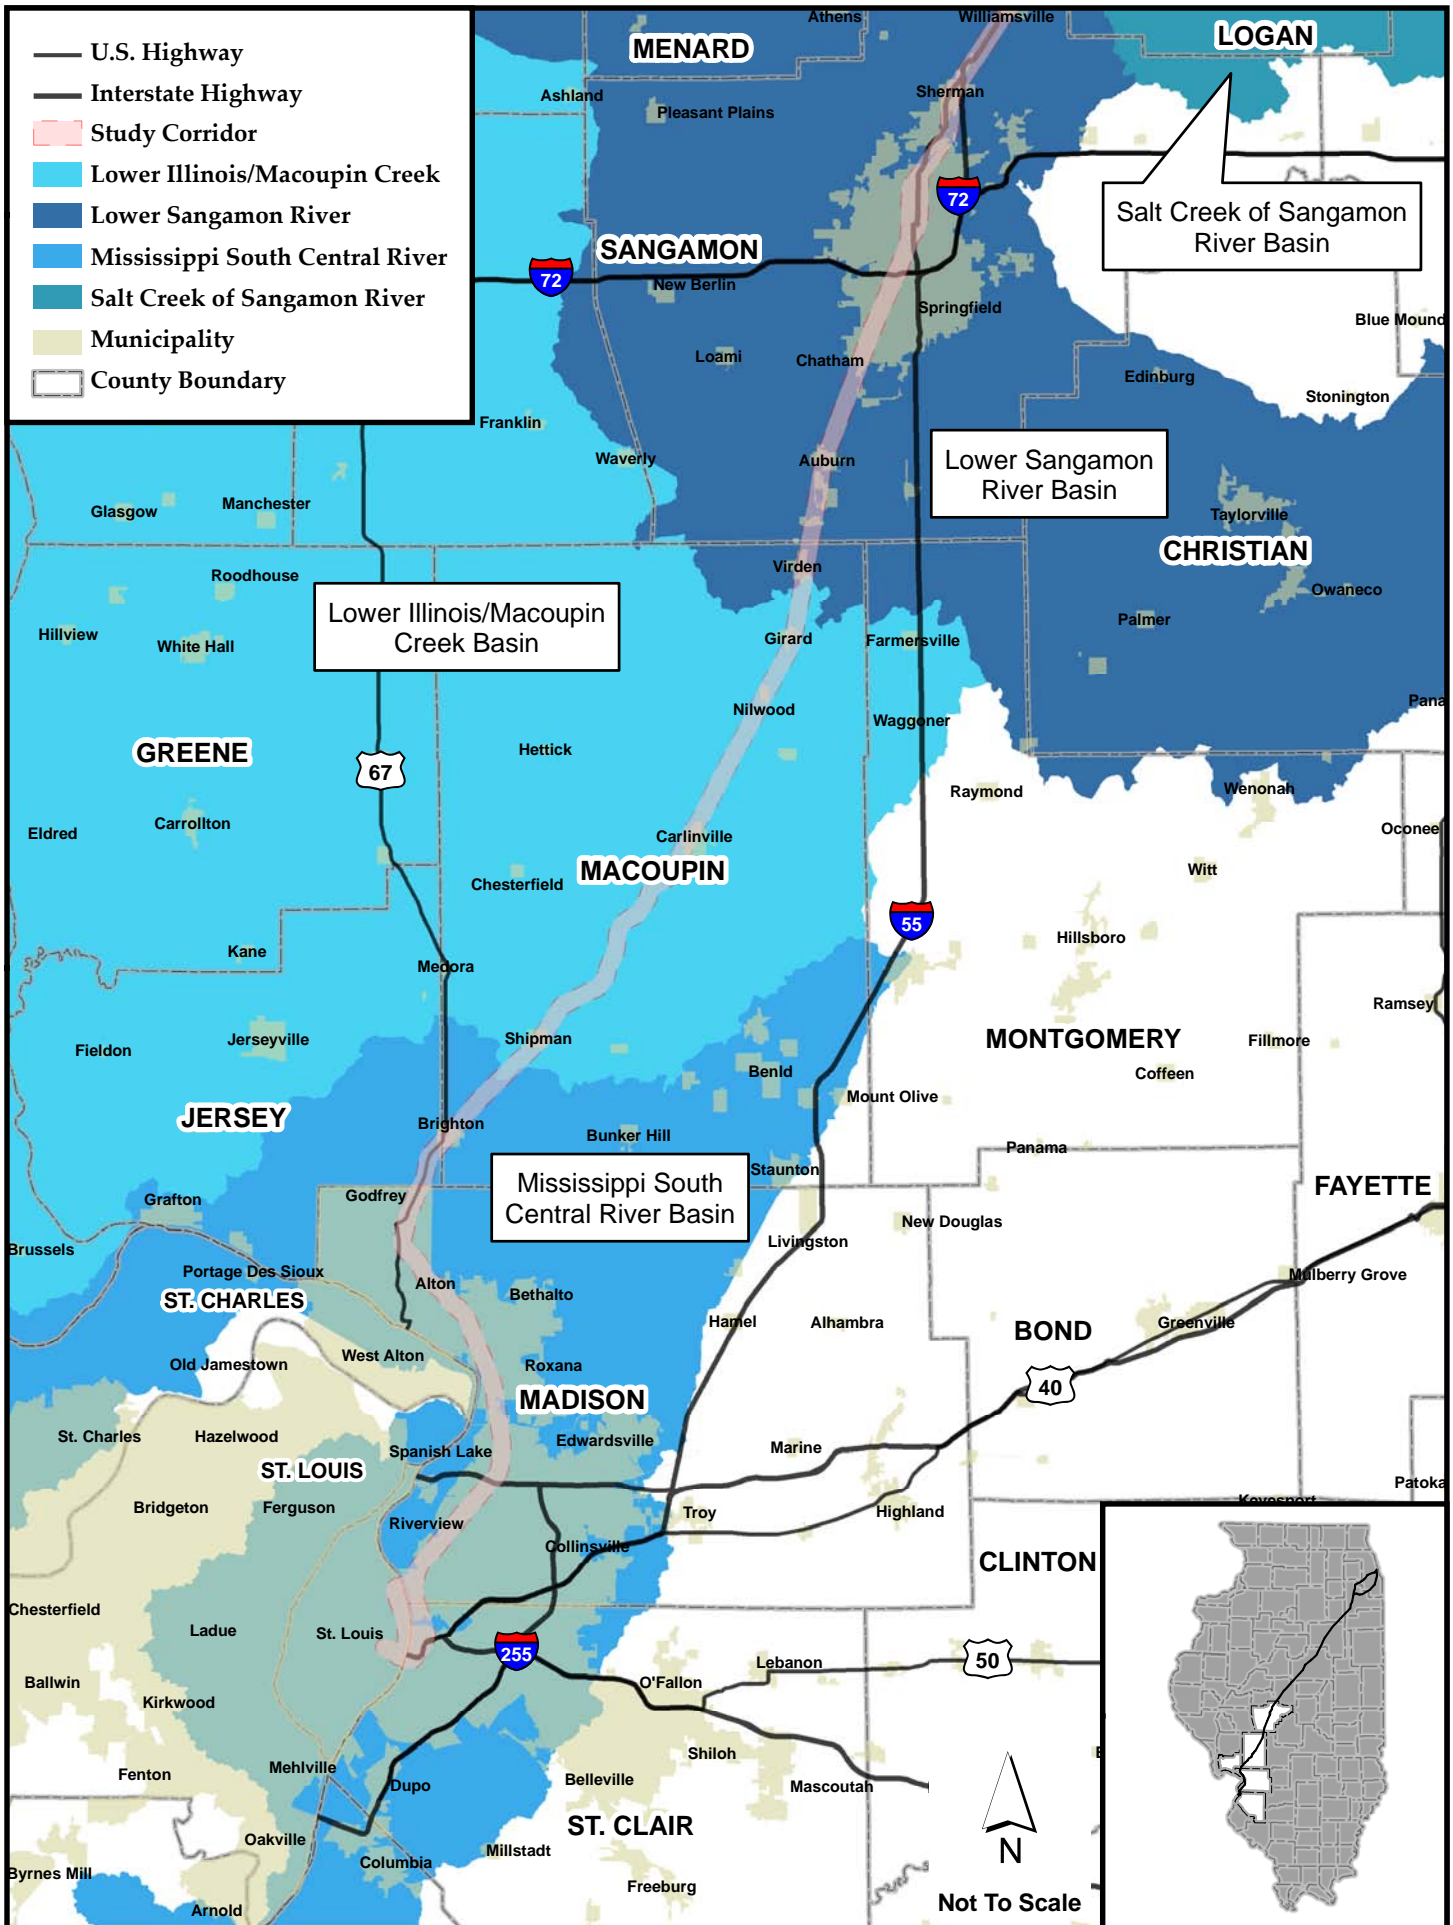 U.S. Highway
Interstate Highway
Study Corridor
Lower Illinois/Macoupin Creek
Lower Sangamon River
Mississippi South Central River
Salt Creek of Sangamon River
Municipality
County Boundary
Athens
Williamsville
MENARD
LOGAN
Ashland
Sherman
Pleasant Plains
72
Salt Creek of Sangamon
River Basin
SANGAMON
72
New Berlin
Springfield
Blue Mound
Loami
Chatham
Edinburg
Stonington
Franklin
Waverly
Auburn
Lower Sangamon
River Basin
Glasgow
Manchester
Taylorville
CHRISTIAN
Virden
Roodhouse
Owaneco
Lower Illinois/Macoupin
Creek Basin
Palmer
Hillview
White Hall
Girard
Farmersville
Nilwood
Waggoner
Pana
GREENE
Hettick
67
Raymond
Wenonah
Eldred
Carrollton
Carlinville
Oconee
MACOUPIN
Chesterfield
Witt
55
Hillsboro
Kane
Medora
Ramsey
Fieldon
Jerseyville
Shipman
MONTGOMERY
Fillmore
Benld
Coffeen
Mount Olive
JERSEY
Brighton
Bunker Hill
Panama
Staunton
Mississippi South
Central River Basin
FAYETTE
Grafton
Godfrey
New Douglas
Brussels
Livingston
Portage Des Sioux
Alton
Mulberry Grove
ST. CHARLES
Bethalto
Hamel
Alhambra
BOND
Greenville
West Alton
Old Jamestown
Roxana
40
MADISON
St. Charles
Hazelwood
Spanish Lake
Edwardsville
Marine
ST. LOUIS
Patoka
Keyesport
Bridgeton
Ferguson
Riverview
Troy
Highland
Collinsville
CLINTON
Chesterfield
Ladue
St. Louis
255
50
Lebanon
Ballwin
O'Fallon
Kirkwood
Shiloh
Mehlville
Fenton
Dupo
Belleville
Mascoutah
ST. CLAIR
Oakville
N
Millstadt
Columbia
Byrnes Mill
Freeburg
Not To Scale
Arnold